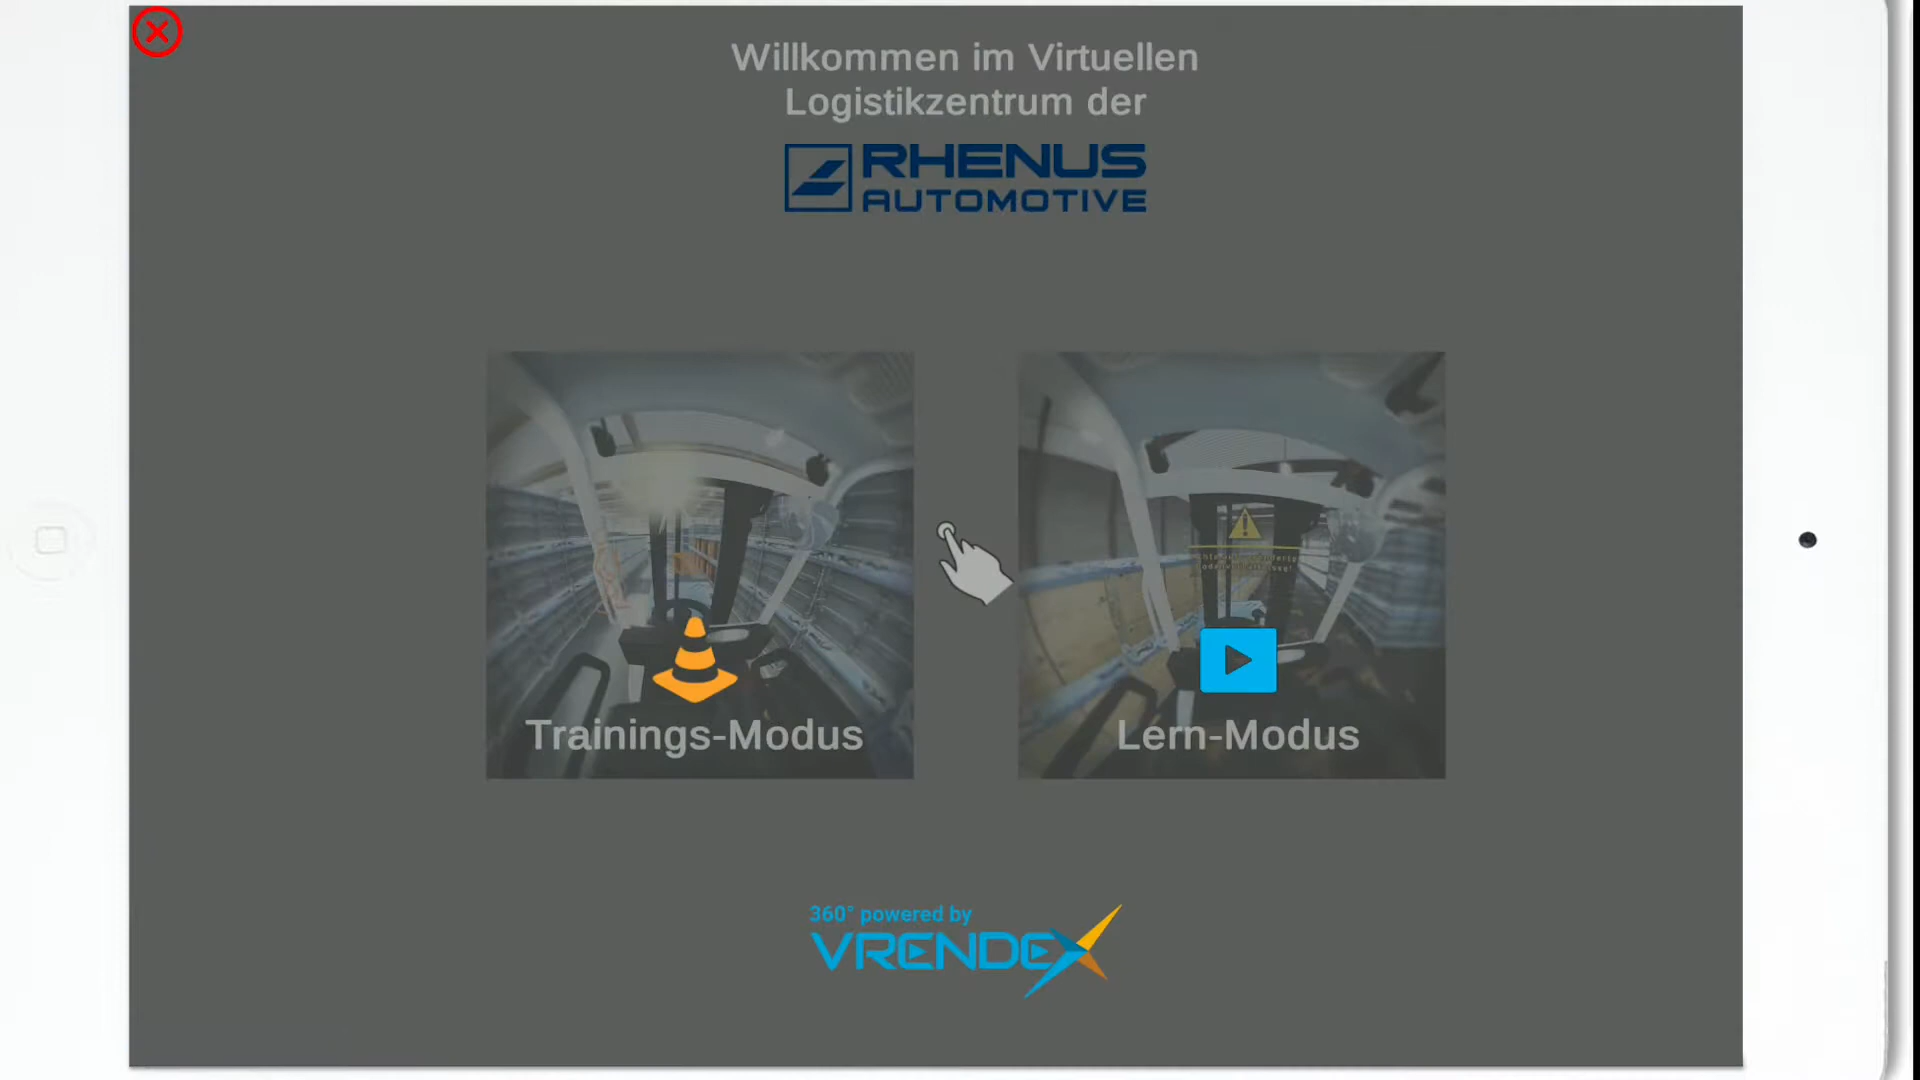 Willkommen im Virtuellen
Logistikzentrum der
RHENUS
AUTOMOTIVE
Trainings-Modus
Lern-Modus
360° powered by
VRENDEX